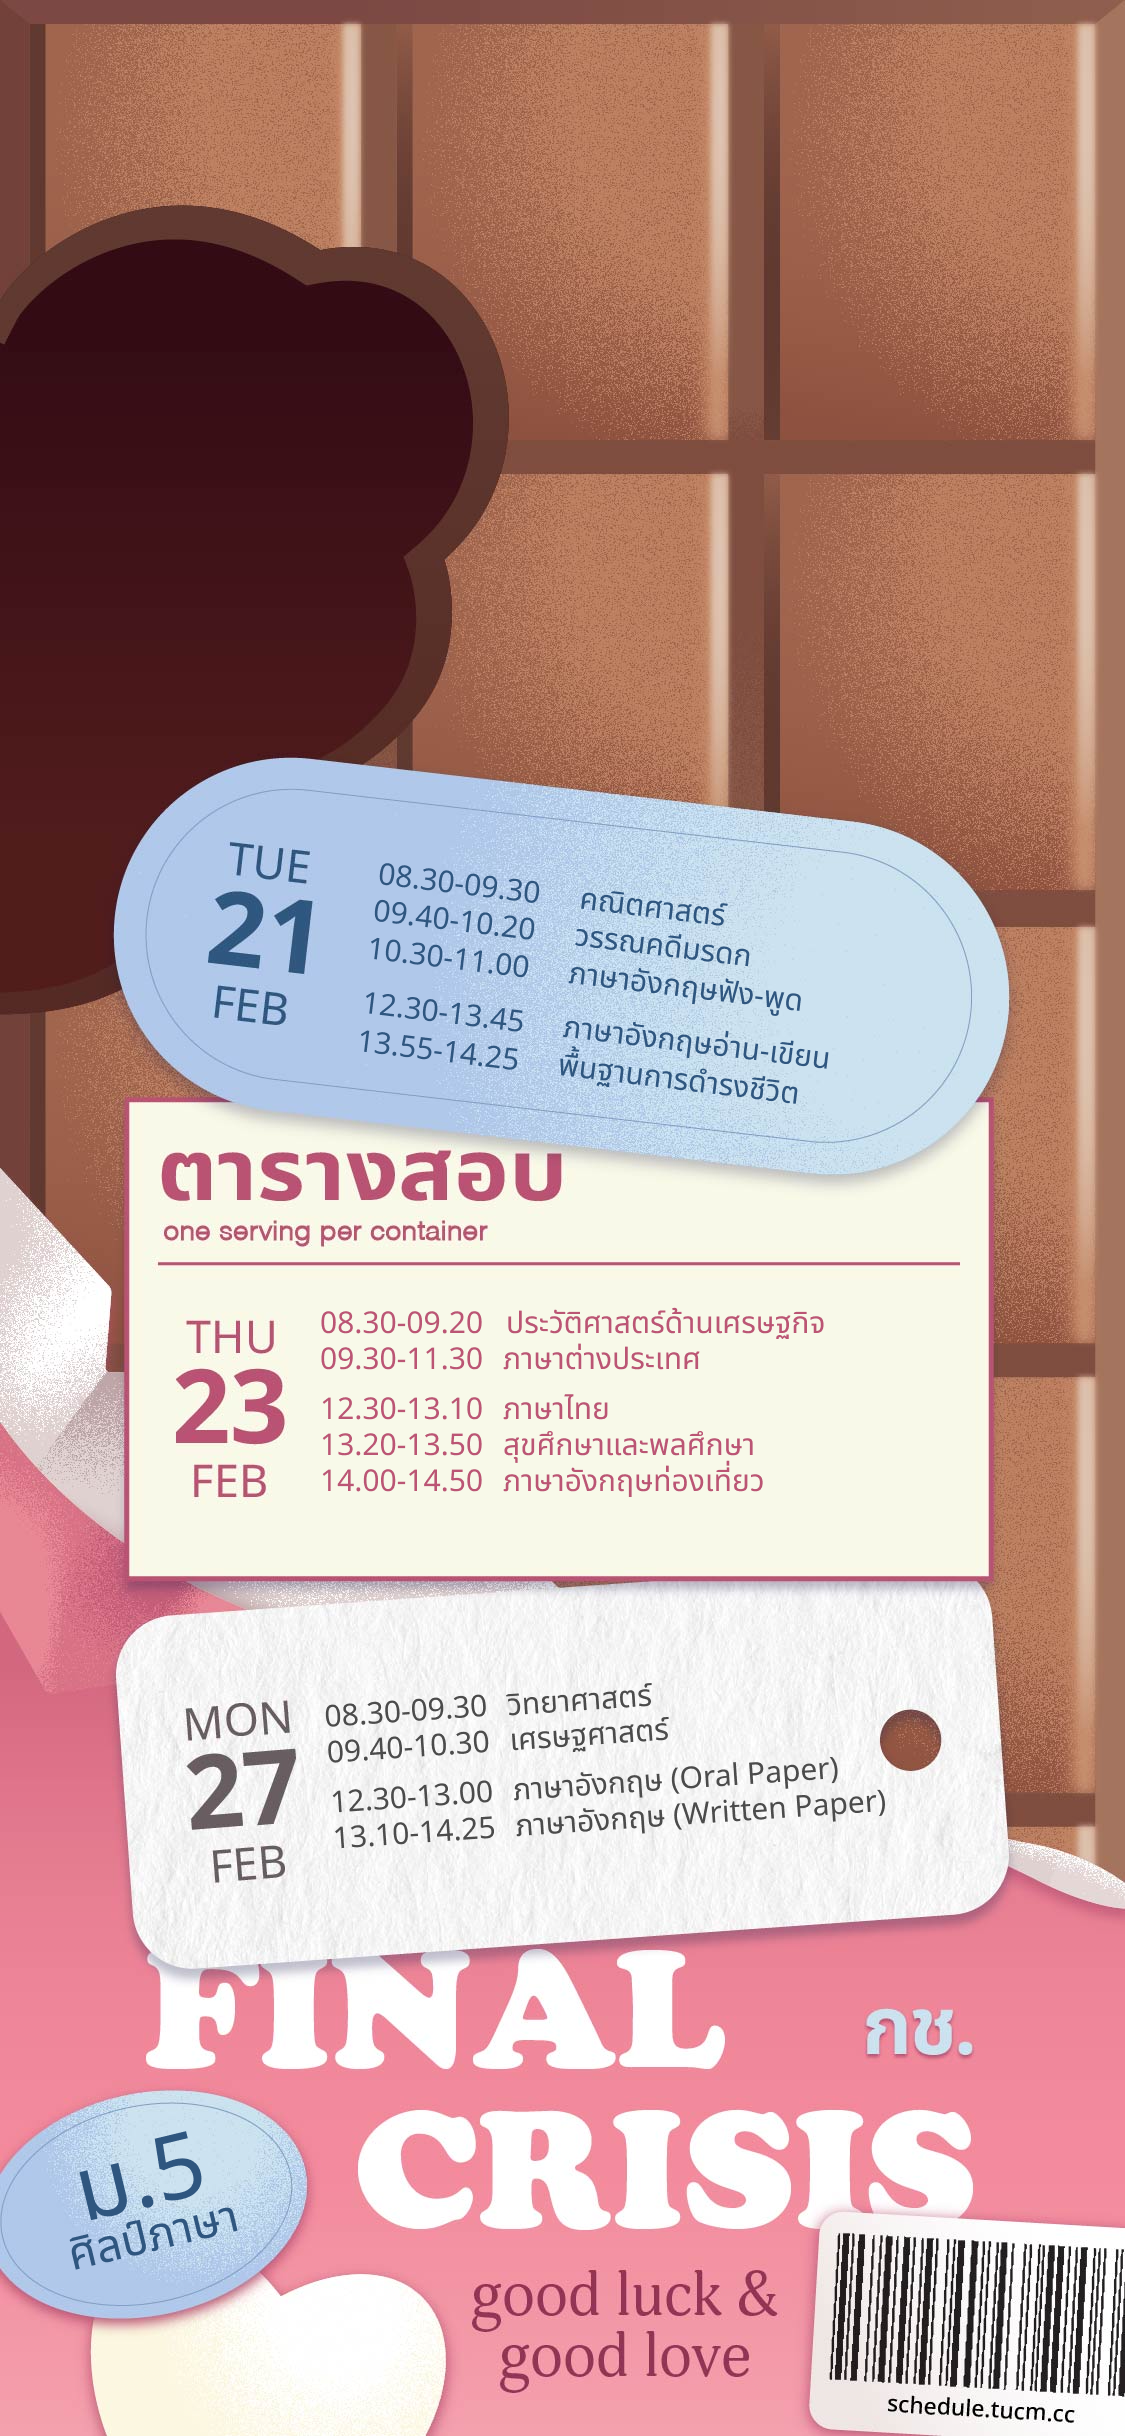 TUE
21
FEB
08.30-09.30 คณิตศาสตร์
09.40-10.20 วรรณคดีมรดก
10.30-11.00 ภาษาอังกฤษฟัง-พูด
12.30-13.45 ภาษาอังกฤษอ่าน-เขียน
13.55-14.25 พื้นฐานการดำรงชีวิต
ตารางสอบ
one serving per container
THU
23
FEB
08.30-09.20 ประวัติศาสตร์ด้านเศรษฐกิจ
09.30-11.30 ภาษาต่างประเทศ
12.30-13.10 ภาษาไทย
13.20-13.50 สุขศึกษาและพลศึกษา
14.00-14.50 ภาษาอังกฤษท่องเที่ยว
MON
27
FEB
08.30-09.30 วิทยาศาสตร์
09.40-10.30 เศรษฐศาสตร์
12.30-13.00 ภาษาอังกฤษ (Oral Paper)
13.10-14.25 ภาษาอังกฤษ (Written Paper)
FINAL
กช.
CRISIS
ม.5
ศิลป์ภาษา
good luck &
good love
schedule.tucm.cc